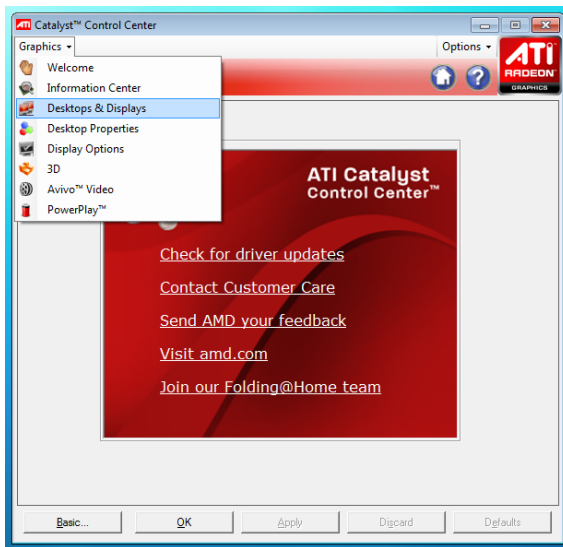 Catalyst™ Control Center
Graphics
Options
ATI
RADEON
GRAPHICS
Welcome
Information Center
Desktops & Displays
Desktop Properties
Display Options
3D
Avivo™ Video
PowerPlay™
ATI Catalyst
Control Center™
Check for driver updates
Contact Customer Care
Send AMD your feedback
Visit amd.com
Join our Folding@Home team
Basic... OK Apply Discard Defaults